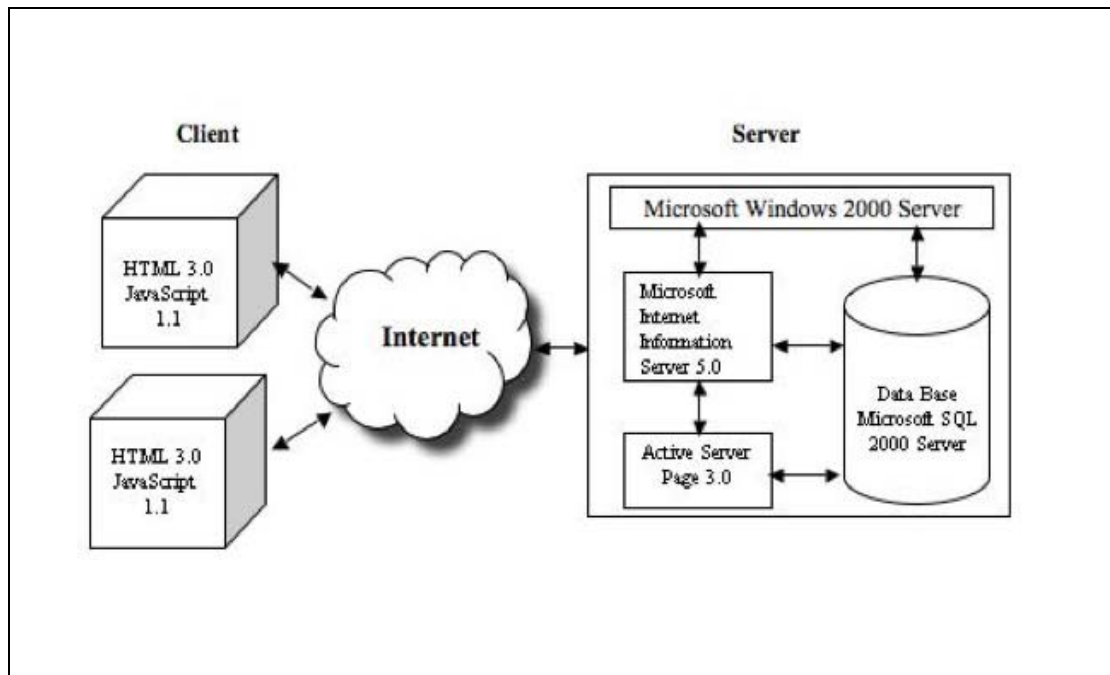 Client
HTML 3.0
JavaScript
1.1
HTML 3.0
JavaScript
1.1
Internet
Server
Microsoft Windows 2000 Server
Microsoft
Internet
Information
Server 5.0
Active Server
Page 3.0
Data Base
Microsoft SQL
2000 Server